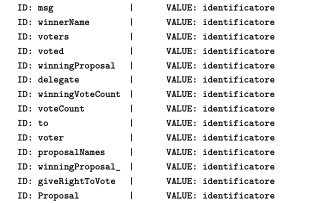 ID: msg | VALUE: identificatore
ID: winnerName | VALUE: identificatore
ID: voters | VALUE: identificatore
ID: voted | VALUE: identificatore
ID: winningProposal | VALUE: identificatore
ID: delegate | VALUE: identificatore
ID: winningVoteCount | VALUE: identificatore
ID: voteCount | VALUE: identificatore
ID: to | VALUE: identificatore
ID: voter | VALUE: identificatore
ID: proposalNames | VALUE: identificatore
ID: winningProposal_ | VALUE: identificatore
ID: giveRightToVote | VALUE: identificatore
ID: Proposal | VALUE: identificatore